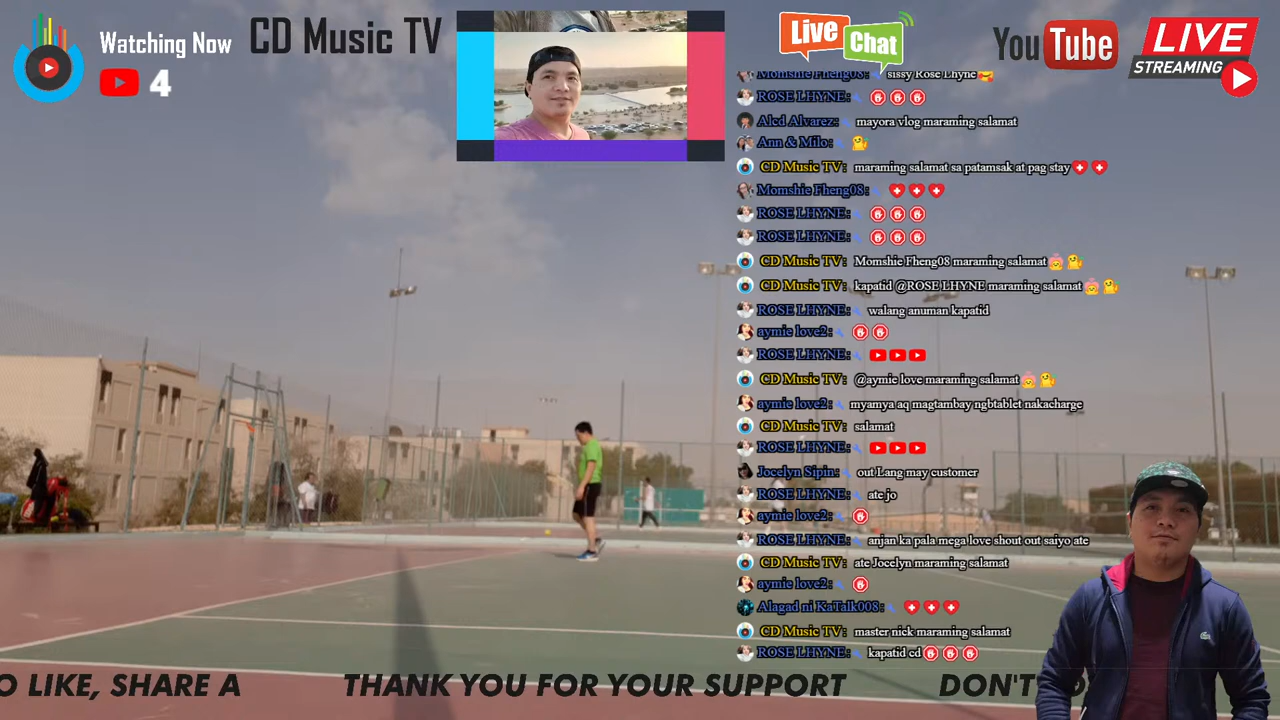 Watching Now
4
CD Music TV
Live
Chat
YouTube
LIVE
STREAMING
Momshie Fheng08: sissy Rose Lhyne
ROSE LHYNE:
Alcd Alvarez: mayora vlog maraming salamat
Ann & Milo:
CD Music TV: maraming salamat sa patamsak at pag stay
Momshie Fheng08:
ROSE LHYNE:
ROSE LHYNE:
CD Music TV: Momshie Fheng08 maraming salamat
CD Music TV: kapatid @ROSE LHYNE maraming salamat
ROSE LHYNE: walang anuman kapatid
aymie love2:
ROSE LHYNE:
CD Music TV: @aymie love maraming salamat
aymie love2: myamya aq magtambay ngbtablet nakacharge
CD Music TV: salamat
ROSE LHYNE:
Jocelyn Sipin: out Lang may customer
ROSE LHYNE: ate jo
aymie love2:
ROSE LHYNE: anjan ka pala mega love shout out saiyo ate
CD Music TV: ate Jocelyn maraming salamat
aymie love2:
Alagad ni KaTalk008:
CD Music TV: master nick maraming salamat
ROSE LHYNE: kapatid cd
O LIKE, SHARE A
THANK YOU FOR YOUR SUPPORT
DON'T